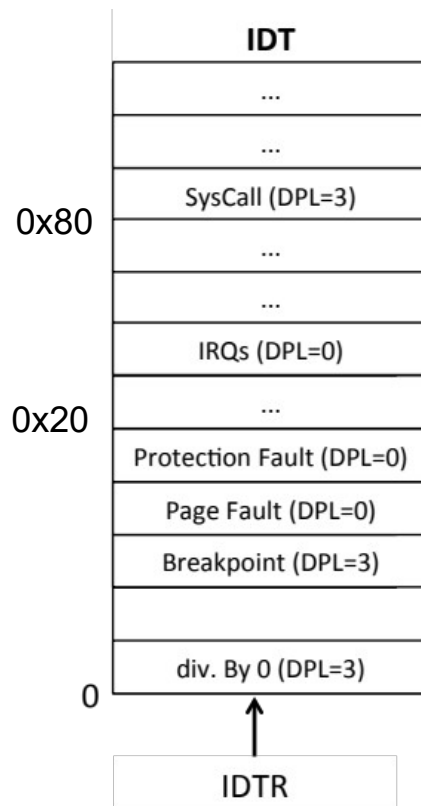 IDT
...
...
SysCall (DPL=3)
0x80
...
...
IRQs (DPL=0)
...
0x20
Protection Fault (DPL=0)
Page Fault (DPL=0)
Breakpoint (DPL=3)
div. By 0 (DPL=3)
0
IDTR